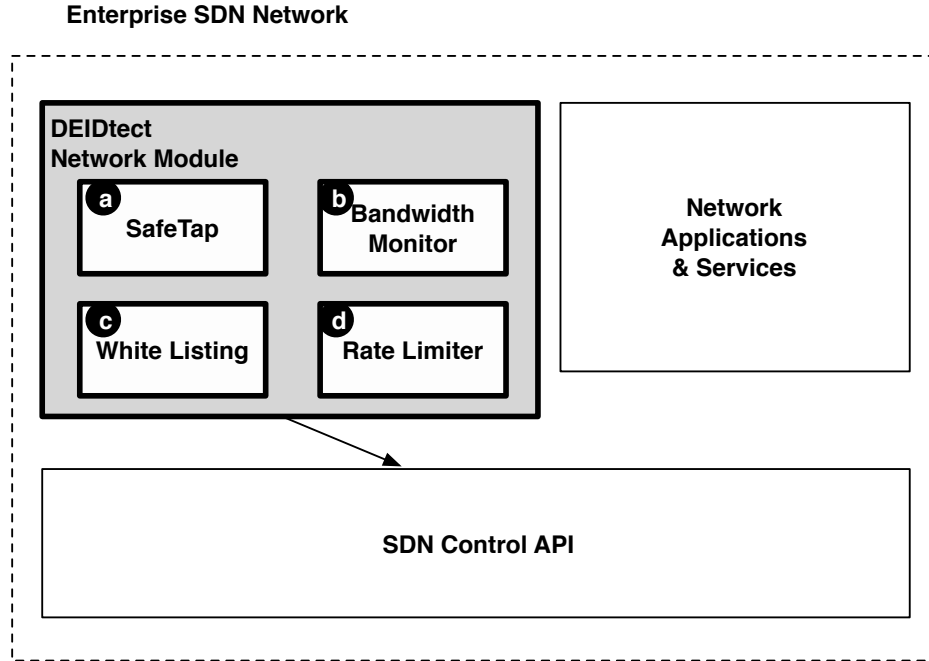 Enterprise SDN Network
DEIDtect
Network Module
a
SafeTap
b
Bandwidth
Monitor
c
White Listing
d
Rate Limiter
Network
Applications
& Services
SDN Control API